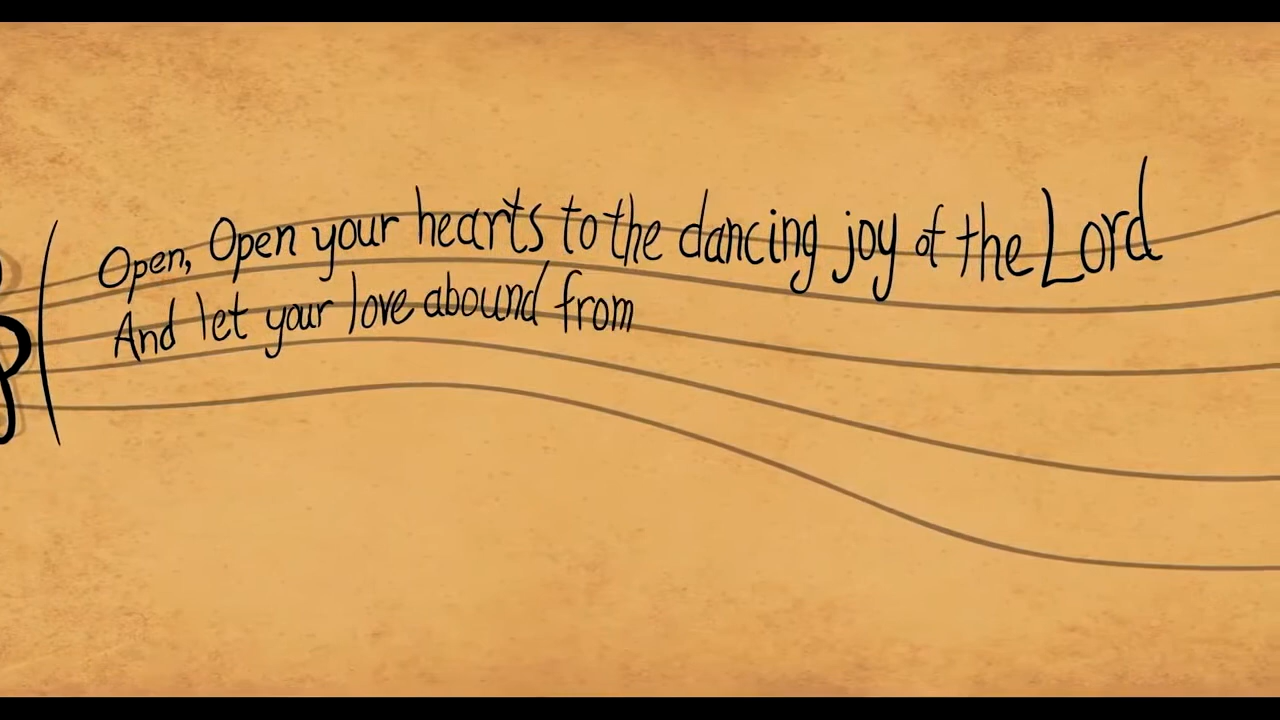 Open, Open your hearts to the dancing joy of the Lord
And let your love abound from